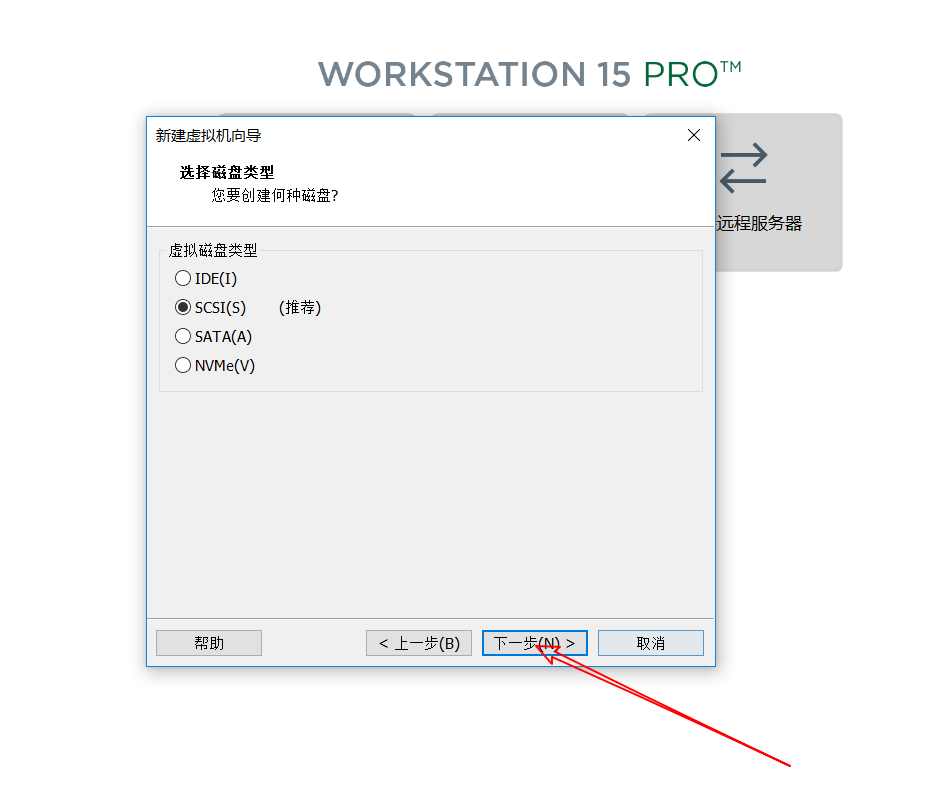 WORKSTATION 15 PRO™
新建虚拟机向导
选择磁盘类型
您要创建何种磁盘?
远程服务器
虚拟磁盘类型
IDE(I)
SCSI(S) (推荐)
SATA(A)
NVMe(V)
帮助 < 上一步(B) 下一步(N) > 取消